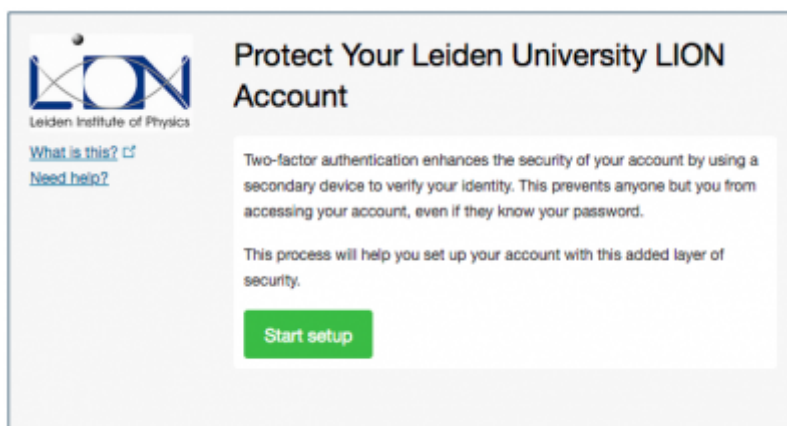 LION
Leiden Institute of Physics
What is this?
Need help?
Protect Your Leiden University LION
Account
Two-factor authentication enhances the security of your account by using a
secondary device to verify your identity. This prevents anyone but you from
accessing your account, even if they know your password.
This process will help you set up your account with this added layer of
security.
Start setup